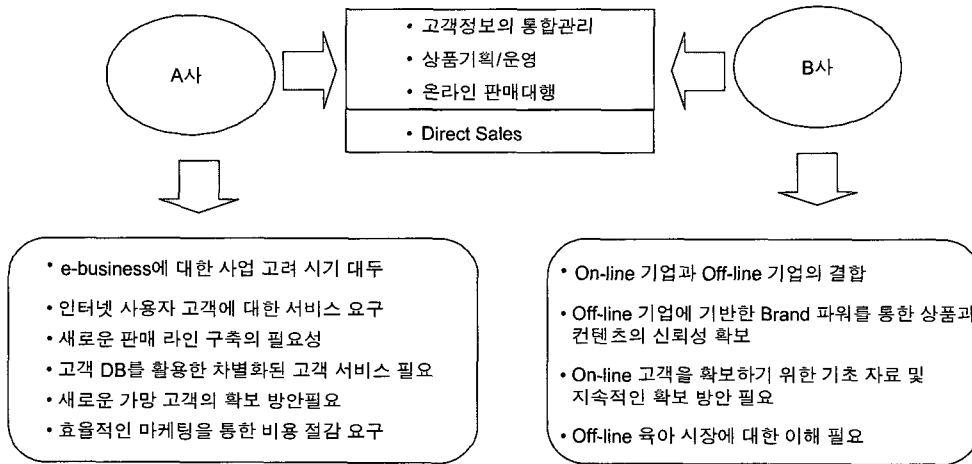 • 고객정보의 통합관리
• 상품기획/운영
• 온라인 판매대행
• Direct Sales
A사
B사
• e-business에 대한 사업 고려 시기 대두
• 인터넷 사용자 고객에 대한 서비스 요구
• 새로운 판매 라인 구축의 필요성
• 고객 DB를 활용한 차별화된 고객 서비스 필요
• 새로운 가망 고객의 확보 방안필요
• 효율적인 마케팅을 통한 비용 절감 요구
• On-line 기업과 Off-line 기업의 결합
• Off-line 기업에 기반한 Brand 파워를 통한 상품과
컨텐츠의 신뢰성 확보
• On-line 고객을 확보하기 위한 기초 자료 및
지속적인 확보 방안 필요
• Off-line 육아 시장에 대한 이해 필요